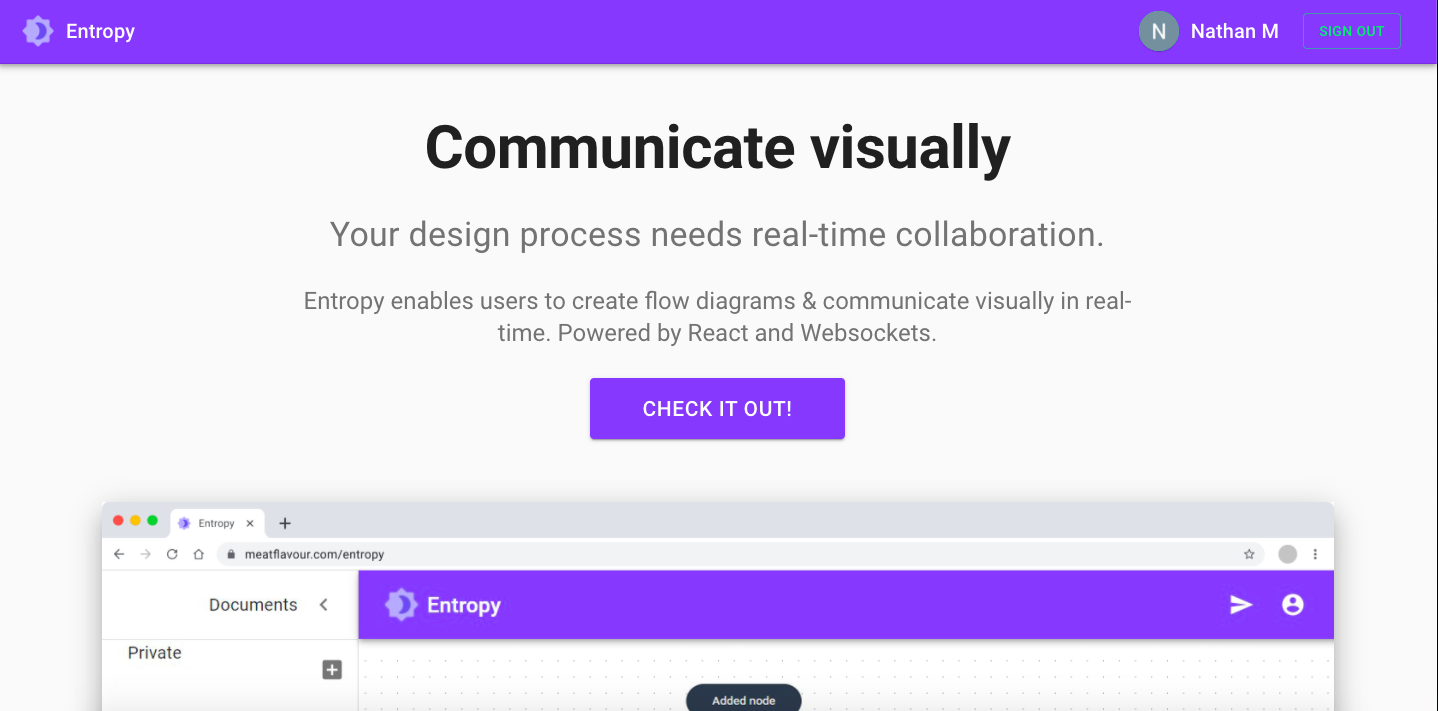 Entropy
N Nathan M SIGN OUT
Communicate visually
Your design process needs real-time collaboration.
Entropy enables users to create flow diagrams & communicate visually in real-
time. Powered by React and Websockets.
CHECK IT OUT!
Entropy
meatflavour.com/entropy
Documents
Entropy
Private
Added node